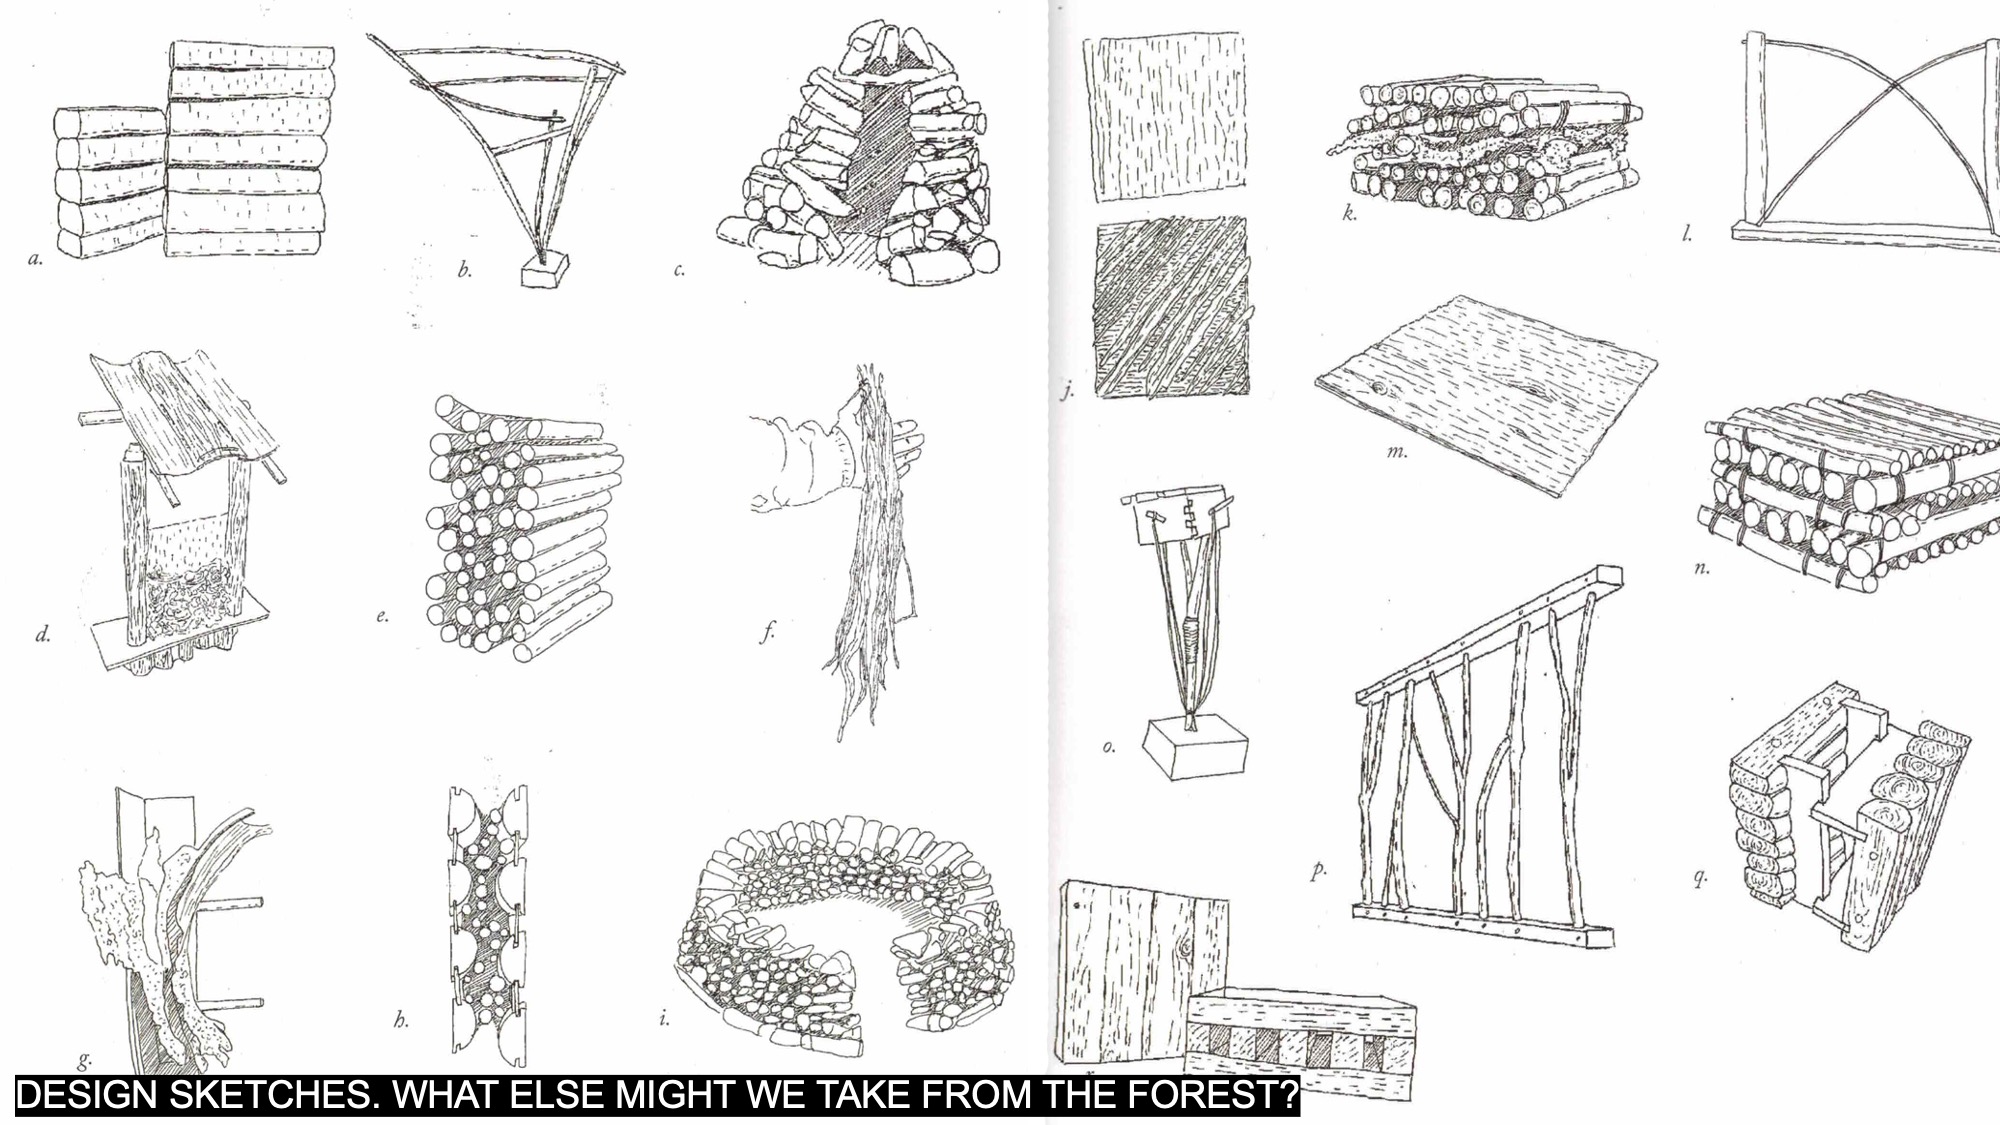 a.
b.
c.
d.
e.
f.
g.
h.
i.
j.
k.
l.
m.
n.
o.
p.
q.
r.
DESIGN SKETCHES. WHAT ELSE MIGHT WE TAKE FROM THE FOREST?